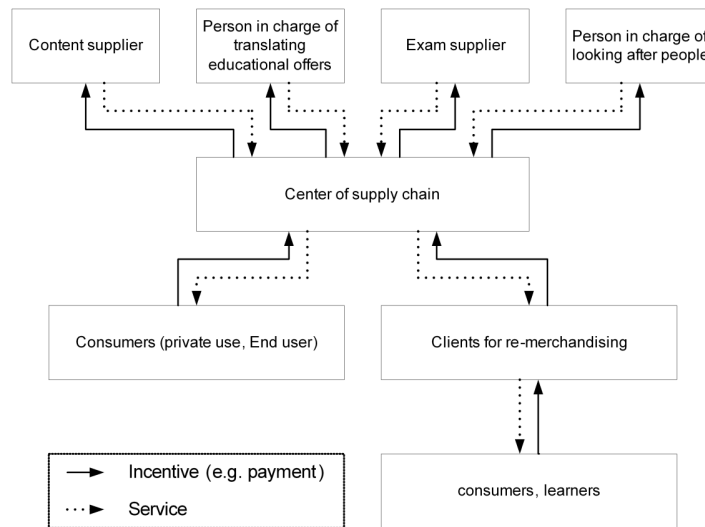 Content supplier
Person in charge of
translating
educational offers
Exam supplier
Person in charge of
looking after people
Center of supply chain
Consumers (private use, End user)
Clients for re-merchandising
Incentive (e.g. payment)
Service
consumers, learners